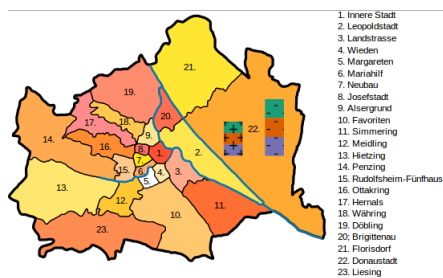 1. Innere Stadt
2. Leopoldstadt
3. Landstrasse
4. Wieden
5. Margareten
6. Mariahilf
7. Neubau
8. Josefstadt
9. Alsergrund
10. Favoriten
11. Simmering
12. Meidling
13. Hietzing
14. Penzing
15. Rudolfsheim-Fünfhaus
16. Ottakring
17. Hernals
18. Währing
19. Döbling
20; Brigittenau
21. Florisdorf
22. Donaustadt
23. Liesing
21.
19.
20.
17.
18.
9.
22.
14.
16.
8.
1.
7.
2.
15.
6.
4.
3.
5.
13.
12.
11.
10.
23.
+
+
+
-
-
-